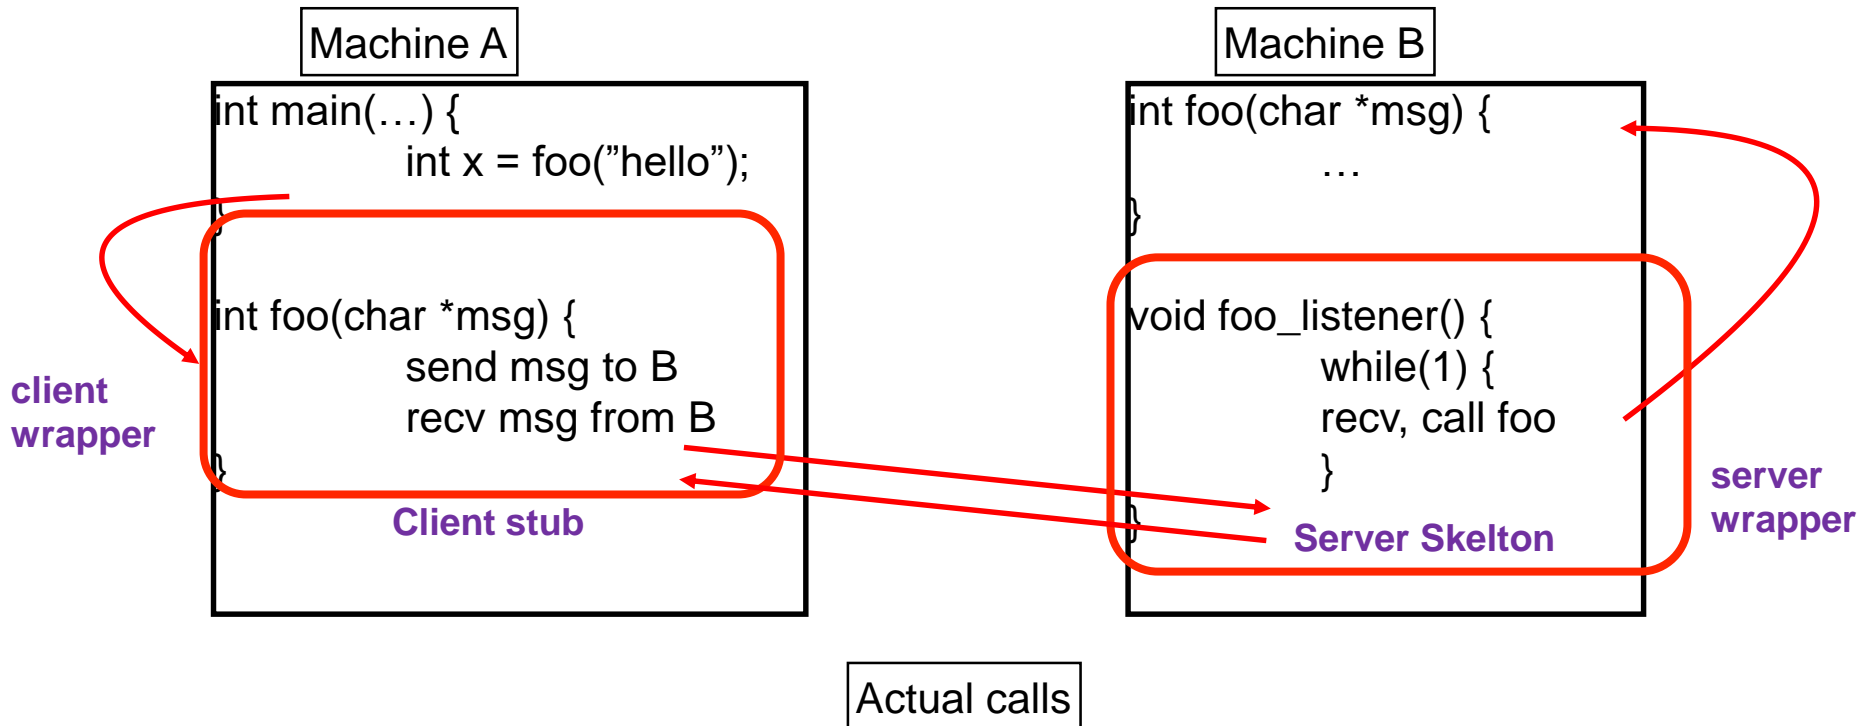 Machine A
int main(…) {
int x = foo(”hello”);
}
int foo(char *msg) {
send msg to B
recv msg from B
}
client
wrapper
Client stub
Machine B
int foo(char *msg) {
…
}
void foo_listener() {
while(1) {
recv, call foo
}
}
Server Skelton
server
wrapper
Actual calls